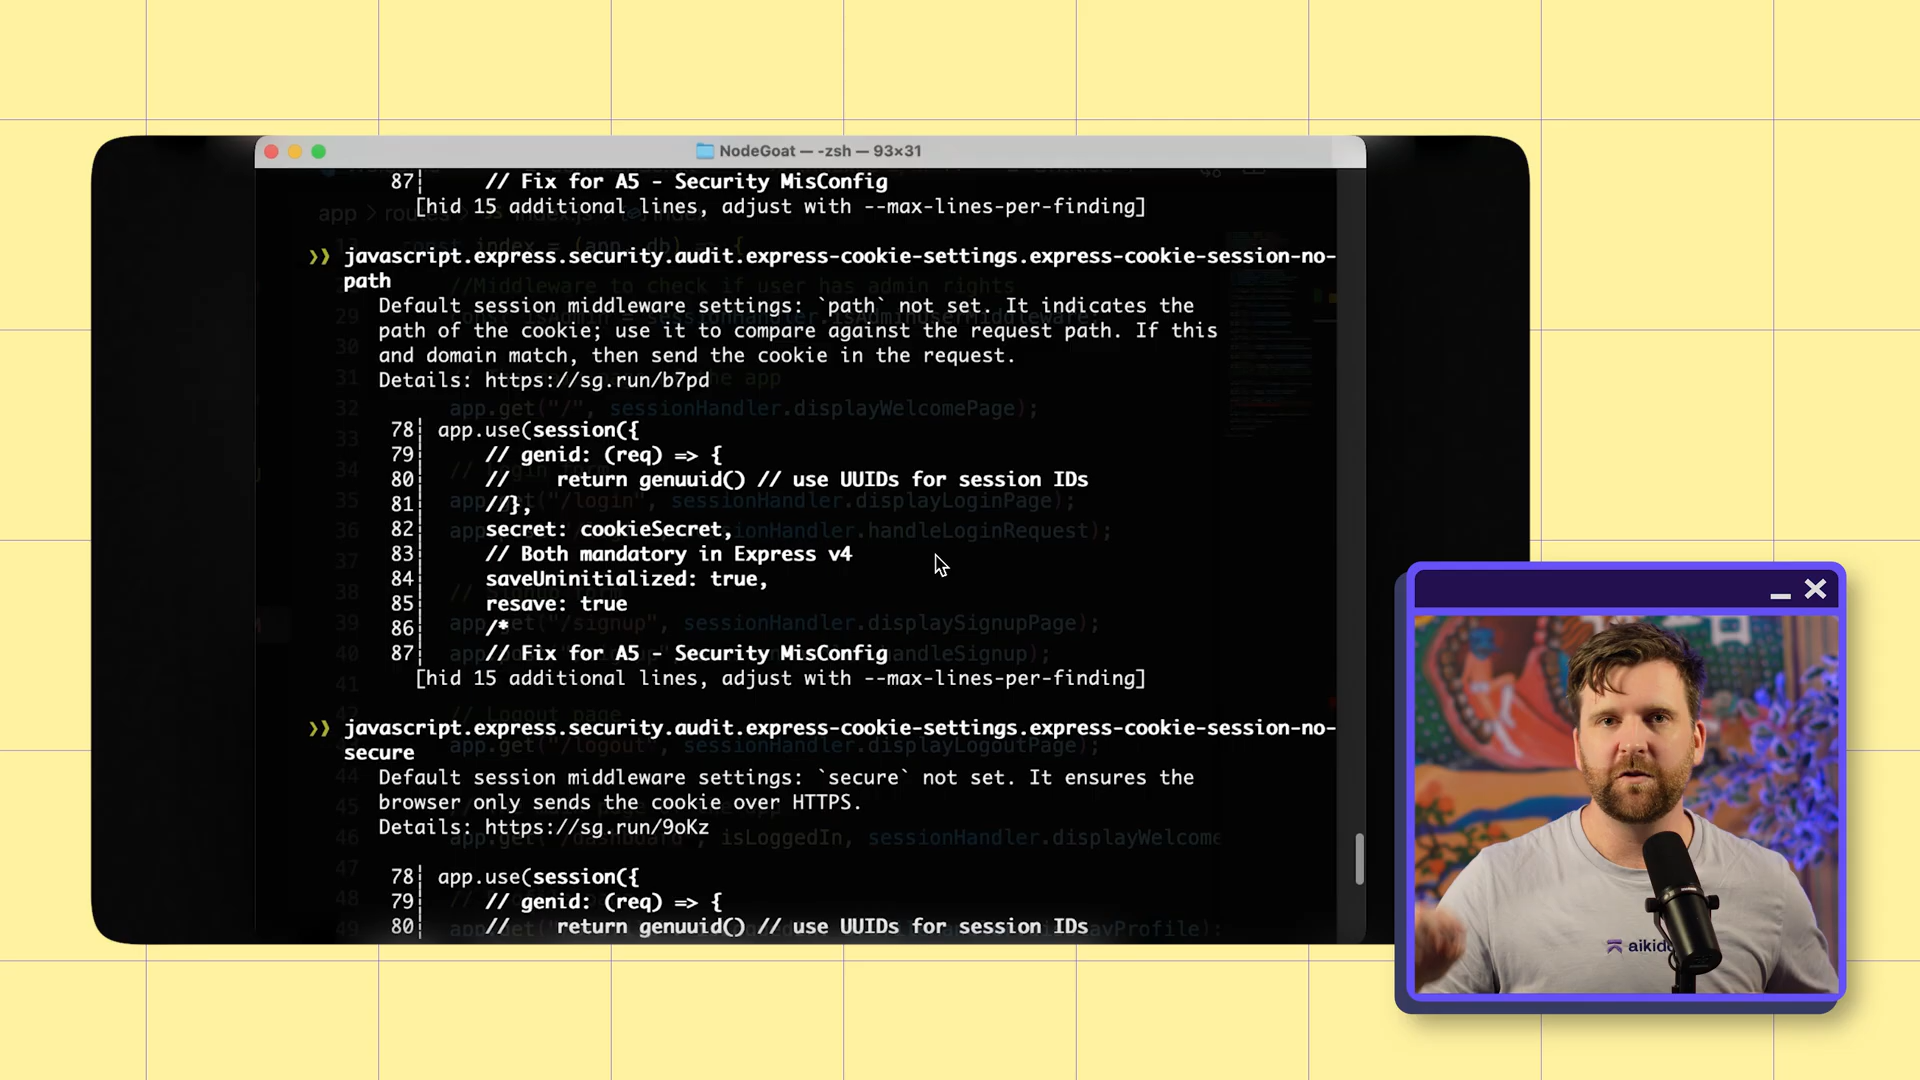 NodeGoat — -zsh — 93×31
87¦ // Fix for A5 - Security MisConfig
[hid 15 additional lines, adjust with --max-lines-per-finding]
❯❯ javascript.express.security.audit.express-cookie-settings.express-cookie-session-no-
path
Default session middleware settings: `path` not set. It indicates the
path of the cookie; use it to compare against the request path. If this
and domain match, then send the cookie in the request.
Details: https://sg.run/b7pd
78¦ app.use(session({
79¦ // genid: (req) => {
80¦ //    return genuuid() // use UUIDs for session IDs
81¦ //},
82¦ secret: cookieSecret,
83¦ // Both mandatory in Express v4
84¦ saveUninitialized: true,
85¦ resave: true
86¦ /*
87¦ // Fix for A5 - Security MisConfig
[hid 15 additional lines, adjust with --max-lines-per-finding]
❯❯ javascript.express.security.audit.express-cookie-settings.express-cookie-session-no-
secure
Default session middleware settings: `secure` not set. It ensures the
browser only sends the cookie over HTTPS.
Details: https://sg.run/9oKz
78¦ app.use(session({
79¦ // genid: (req) => {
80¦ //    return genuuid() // use UUIDs for session IDs